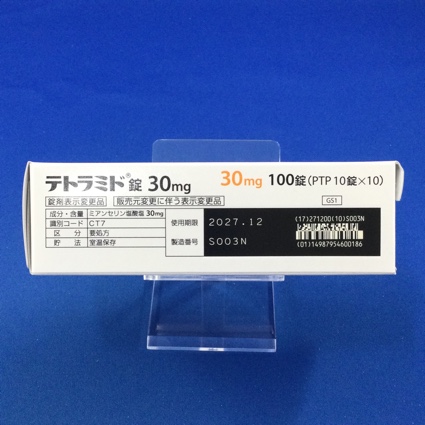 テトラミド®錠 30mg 30mg 100錠(PTP 10錠×10)
錠剤表示変更品 販売元変更に伴う表示変更品 GS1
成分・含量 ミアンセリン塩酸塩 30mg
識別コード CT7
区分 要処方
貯法 室温保存
使用期限 2027.12
製造番号 S003N
(17)271200(10)S003N
(01)14987954600186